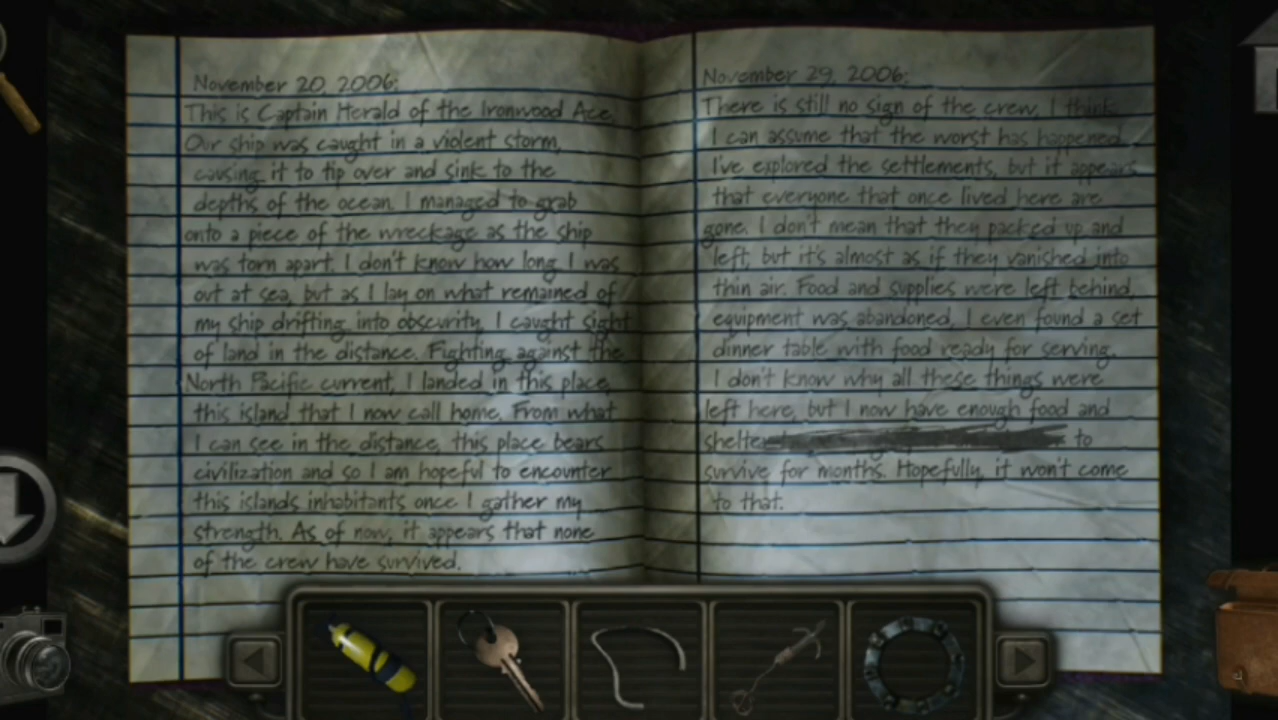 November 20, 2006:
This is Captain Herald of the Ironwood Ace.
Our ship was caught in a violent storm,
causing it to tip over and sink to the
depths of the ocean. I managed to grab
onto a piece of the wreckage as the ship
was torn apart. I don't know how long I was
out at sea, but as I lay on what remained of
my ship drifting into obscurity, I caught sight
of land in the distance. Fighting against the
North Pacific current, I landed in this place,
this island that I now call home. From what
I can see in the distance, this place bears
civilization and so I am hopeful to encounter
this islands inhabitants once I gather my
strength. As of now, it appears that none
of the crew have survived.
November 29, 2006:
There is still no sign of the crew. I think
I can assume that the worst has happened.
I've explored the settlements, but it appears
that everyone that once lived here are
gone. I don't mean that they packed up and
left, but it's almost as if they vanished into
thin air. Food and supplies were left behind,
equipment was abandoned, I even found a set
dinner table with food ready for serving.
I don't know why all these things were
left here, but I now have enough food and
shelter to
survive for months. Hopefully, it won't come
to that.